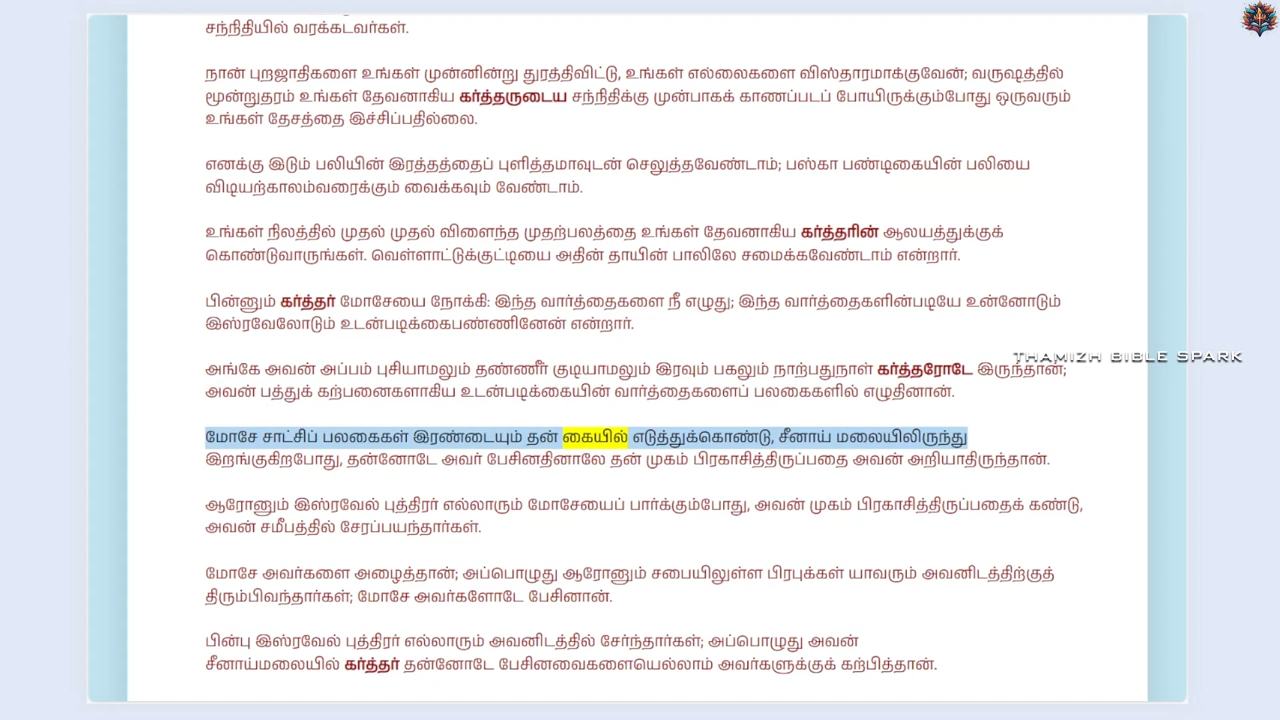 சந்நிதியில் வரக்கடவர்கள்.
நான் புறஜாதிகளை உங்கள் முன்னின்று துரத்திவிட்டு, உங்கள் எல்லைகளை விஸ்தாரமாக்குவேன்; வருஷத்தில்
மூன்றுதரம் உங்கள் தேவனாகிய கர்த்தருடைய சந்நிதிக்கு முன்பாகக் காணப்படப் போயிருக்கும்போது ஒருவரும்
உங்கள் தேசத்தை இச்சிப்பதில்லை.
எனக்கு இடும் பலியின் இரத்தத்தைப் புளித்தமாவுடன் செலுத்தவேண்டாம்; பஸ்கா பண்டிகையின் பலியை
விடியற்காலம்வரைக்கும் வைக்கவும் வேண்டாம்.
உங்கள் நிலத்தில் முதல் முதல் விளைந்த முதற்பலத்தை உங்கள் தேவனாகிய கர்த்தரின் ஆலயத்துக்குக்
கொண்டுவாருங்கள். வெள்ளாட்டுக்குட்டியை அதின் தாயின் பாலிலே சமைக்கவேண்டாம் என்றார்.
பின்னும் கர்த்தர் மோசேயை நோக்கி: இந்த வார்த்தைகளை நீ எழுது; இந்த வார்த்தைகளின்படியே உன்னோடும்
இஸ்ரவேலோடும் உடன்படிக்கைபண்ணினேன் என்றார்.
அங்கே அவன் அப்பம் புசியாமலும் தண்ணீர் குடியாமலும் இரவும் பகலும் நாற்பதுநாள் கர்த்தரோடே இருந்தான்;
THAMIZH BIBLE SPARK
அவன் பத்துக் கற்பனைகளாகிய உடன்படிக்கையின் வார்த்தைகளைப் பலகைகளில் எழுதினான்.
மோசே சாட்சிப் பலகைகள் இரண்டையும் தன் கையில் எடுத்துக்கொண்டு, சீனாய் மலையிலிருந்து
இறங்குகிறபோது, தன்னோடே அவர் பேசினதினாலே தன் முகம் பிரகாசித்திருப்பதை அவன் அறியாதிருந்தான்.
ஆரோனும் இஸ்ரவேல் புத்திரர் எல்லாரும் மோசேயைப் பார்க்கும்போது, அவன் முகம் பிரகாசித்திருப்பதைக் கண்டு,
அவன் சமீபத்தில் சேரப்பயந்தார்கள்.
மோசே அவர்களை அழைத்தான்; அப்பொழுது ஆரோனும் சபையிலுள்ள பிரபுக்கள் யாவரும் அவனிடத்திற்குத்
திரும்பிவந்தார்கள்; மோசே அவர்களோடே பேசினான்.
பின்பு இஸ்ரவேல் புத்திரர் எல்லாரும் அவனிடத்தில் சேர்ந்தார்கள்; அப்பொழுது அவன்
சீனாய்மலையில் கர்த்தர் தன்னோடே பேசினவைகளையெல்லாம் அவர்களுக்குக் கற்பித்தான்.